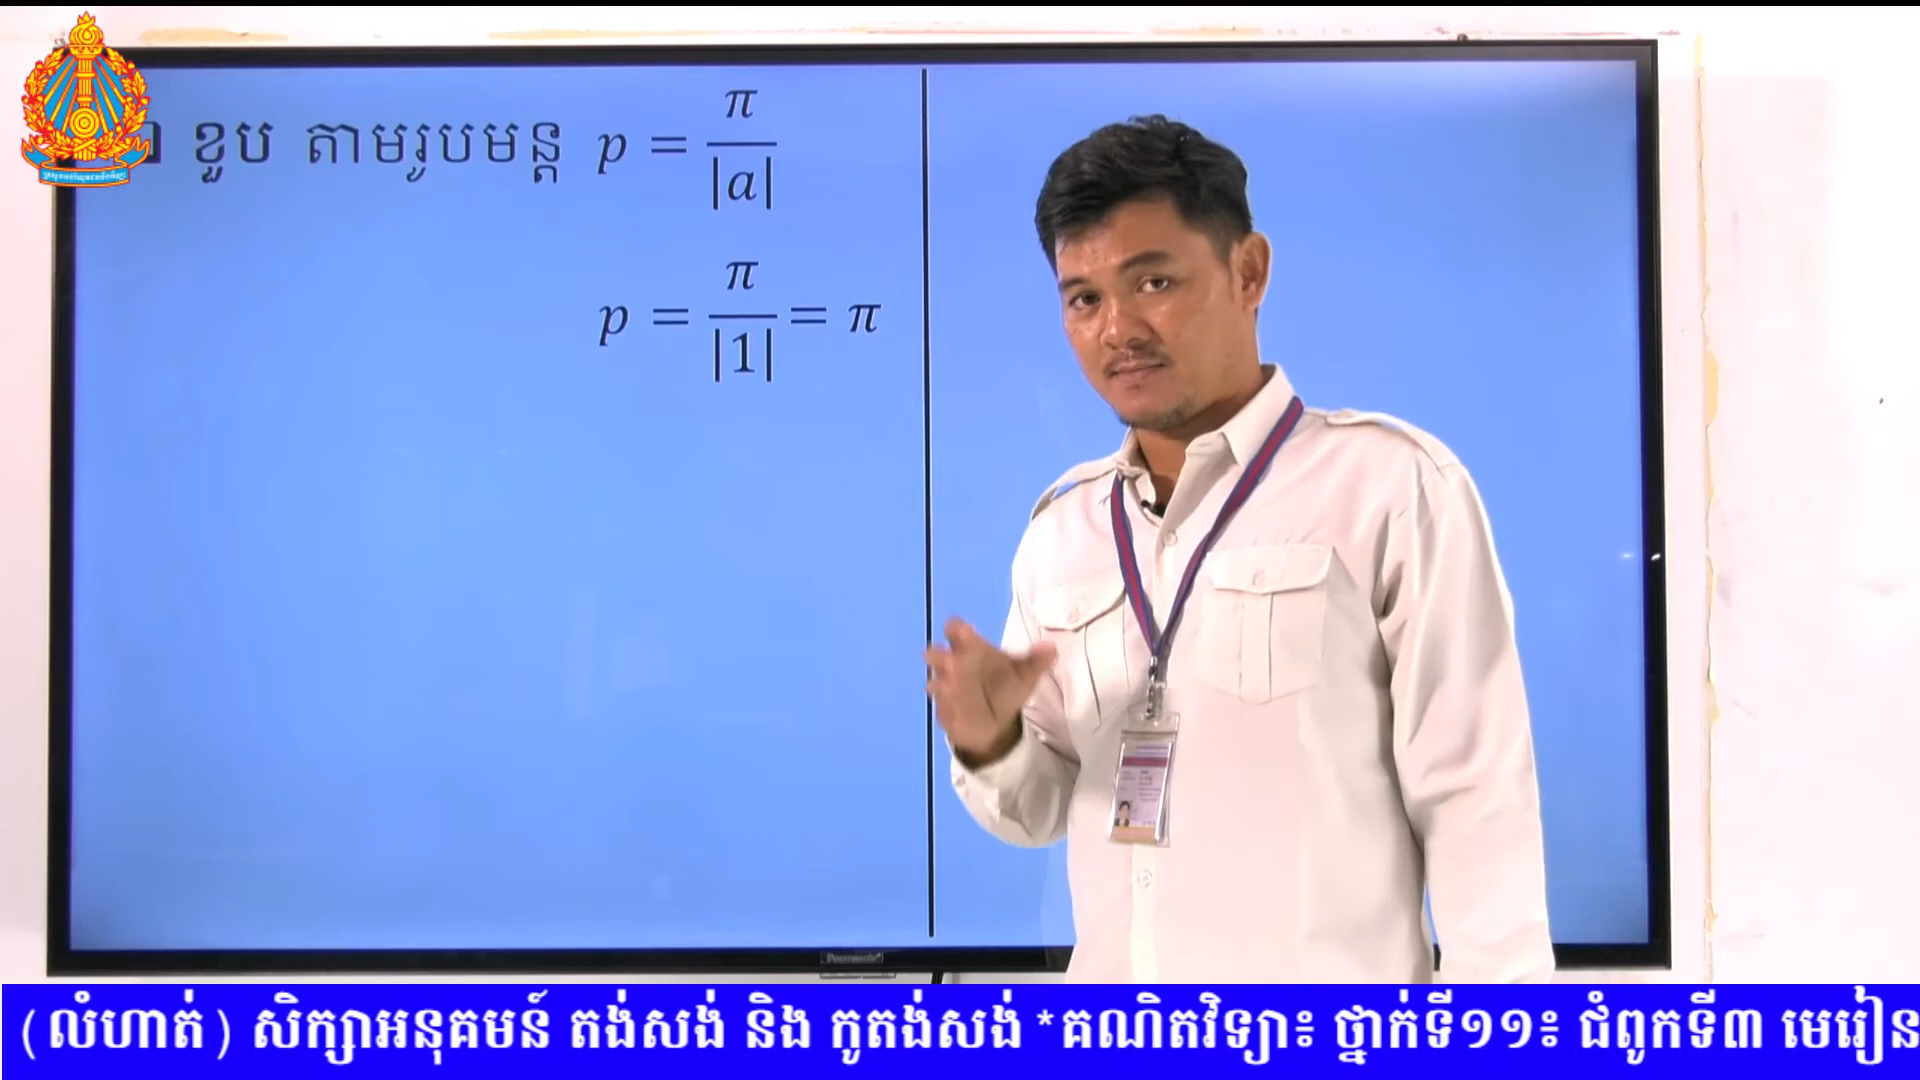 ខួប តាមរូបមន្ត p = π / |a|
p = π / |1| = π
(លំហាត់) សិក្សាអនុគមន៍ តង់សង់ និង កូតង់សង់ *គណិតវិទ្យា៖ ថ្នាក់ទី១១៖ ជំពូកទី៣ មេរៀន